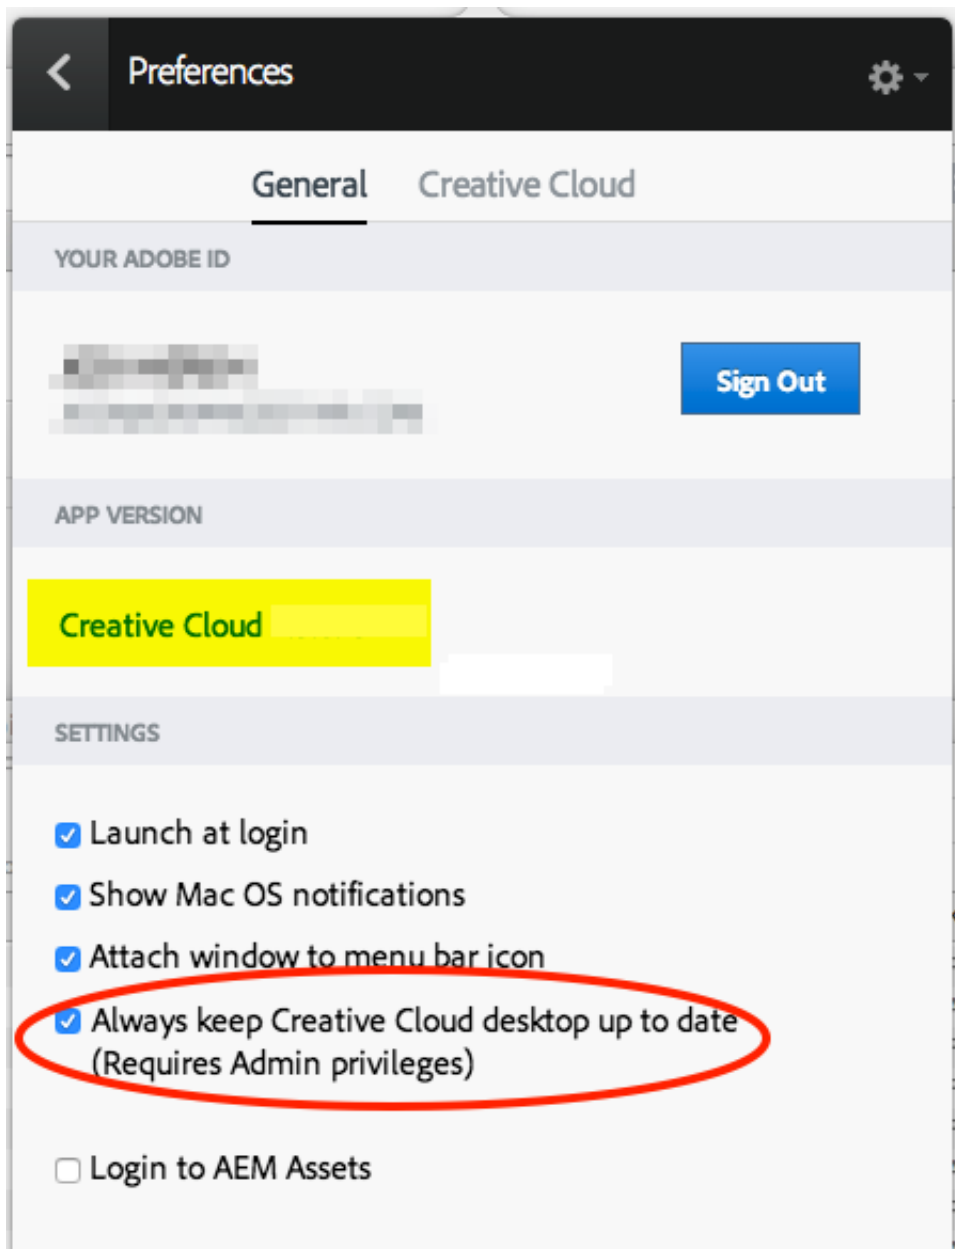 Preferences
General Creative Cloud
YOUR ADOBE ID
Sign Out
APP VERSION
Creative Cloud
SETTINGS
Launch at login
Show Mac OS notifications
Attach window to menu bar icon
Always keep Creative Cloud desktop up to date
(Requires Admin privileges)
Login to AEM Assets